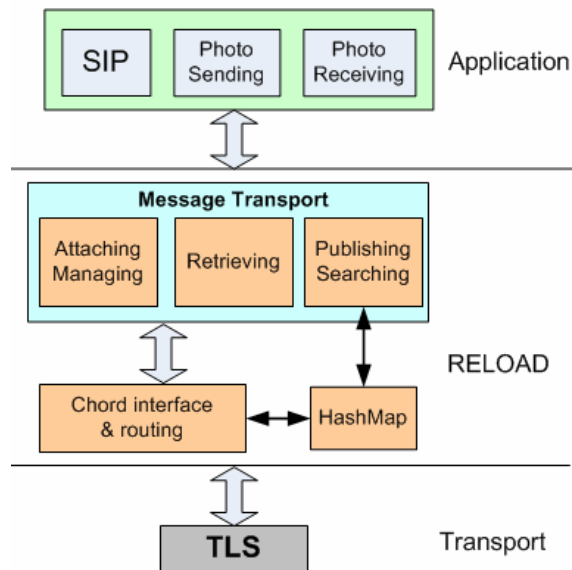 SIP
Photo
Sending
Photo
Receiving
Application
Message Transport
Attaching
Managing
Retrieving
Publishing
Searching
RELOAD
Chord interface
& routing
HashMap
TLS
Transport